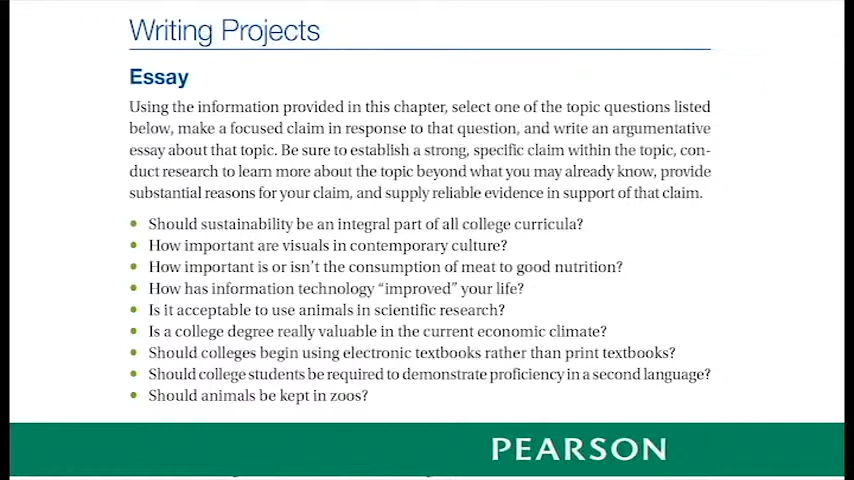 Writing Projects
Essay
Using the information provided in this chapter, select one of the topic questions listed
below, make a focused claim in response to that question, and write an argumentative
essay about that topic. Be sure to establish a strong, specific claim within the topic, con-
duct research to learn more about the topic beyond what you may already know, provide
substantial reasons for your claim, and supply reliable evidence in support of that claim.
• Should sustainability be an integral part of all college curricula?
• How important are visuals in contemporary culture?
• How important is or isn't the consumption of meat to good nutrition?
• How has information technology “improved” your life?
• Is it acceptable to use animals in scientific research?
• Is a college degree really valuable in the current economic climate?
• Should colleges begin using electronic textbooks rather than print textbooks?
• Should college students be required to demonstrate proficiency in a second language?
• Should animals be kept in zoos?
PEARSON